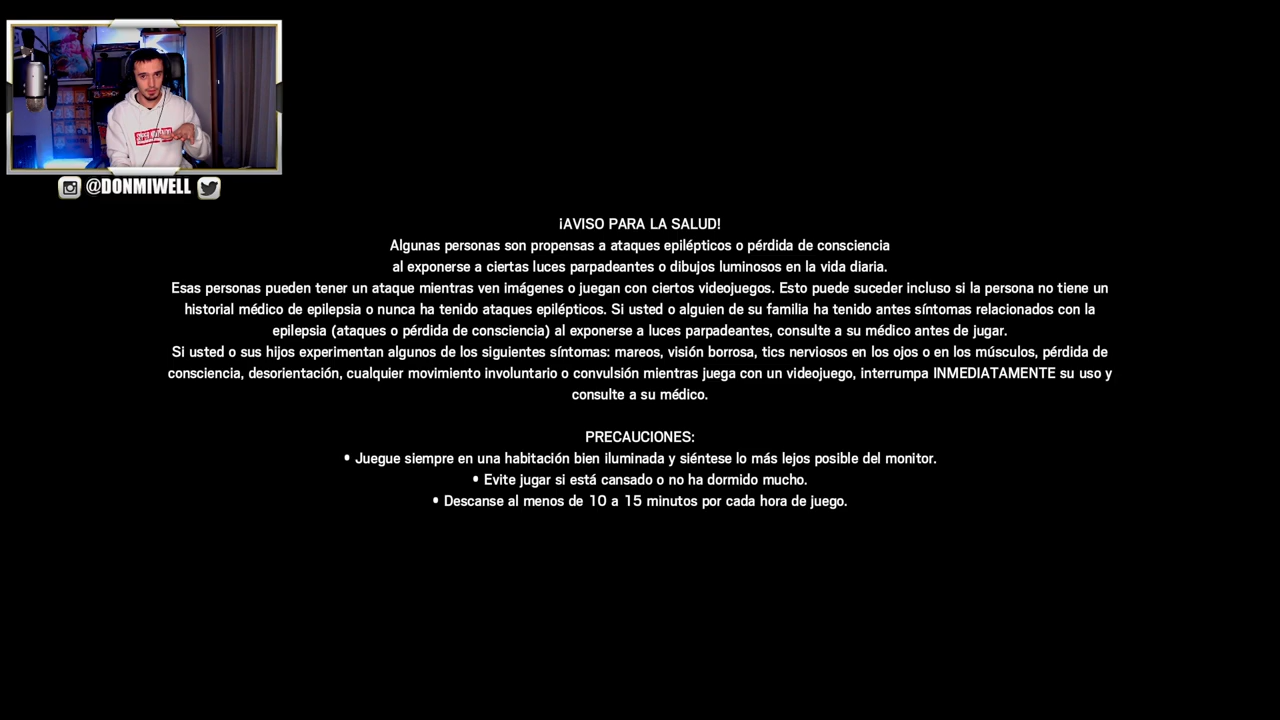 @DONMIWELL
¡AVISO PARA LA SALUD!
Algunas personas son propensas a ataques epilépticos o pérdida de consciencia
al exponerse a ciertas luces parpadeantes o dibujos luminosos en la vida diaria.
Esas personas pueden tener un ataque mientras ven imágenes o juegan con ciertos videojuegos. Esto puede suceder incluso si la persona no tiene un
historial médico de epilepsia o nunca ha tenido ataques epilépticos. Si usted o alguien de su familia ha tenido antes síntomas relacionados con la
epilepsia (ataques o pérdida de consciencia) al exponerse a luces parpadeantes, consulte a su médico antes de jugar.
Si usted o sus hijos experimentan algunos de los siguientes síntomas: mareos, visión borrosa, tics nerviosos en los ojos o en los músculos, pérdida de
consciencia, desorientación, cualquier movimiento involuntario o convulsión mientras juega con un videojuego, interrumpa INMEDIATAMENTE su uso y
consulte a su médico.
PRECAUCIONES:
• Juegue siempre en una habitación bien iluminada y siéntese lo más lejos posible del monitor.
• Evite jugar si está cansado o no ha dormido mucho.
• Descanse al menos de 10 a 15 minutos por cada hora de juego.